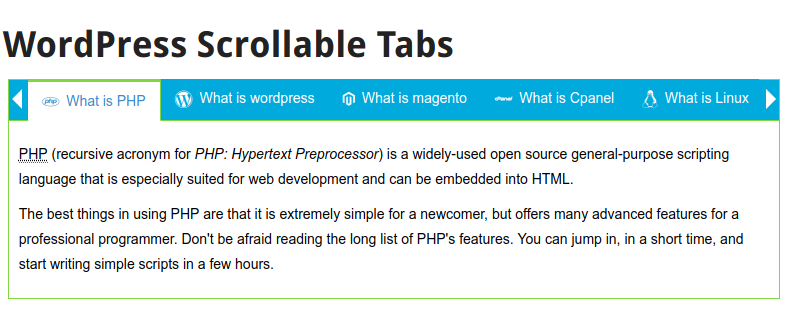 WordPress Scrollable Tabs
php What is PHP What is wordpress What is magento cPanel What is Cpanel What is Linux
PHP (recursive acronym for PHP: Hypertext Preprocessor) is a widely-used open source general-purpose scripting
language that is especially suited for web development and can be embedded into HTML.
The best things in using PHP are that it is extremely simple for a newcomer, but offers many advanced features for a
professional programmer. Don't be afraid reading the long list of PHP's features. You can jump in, in a short time, and
start writing simple scripts in a few hours.